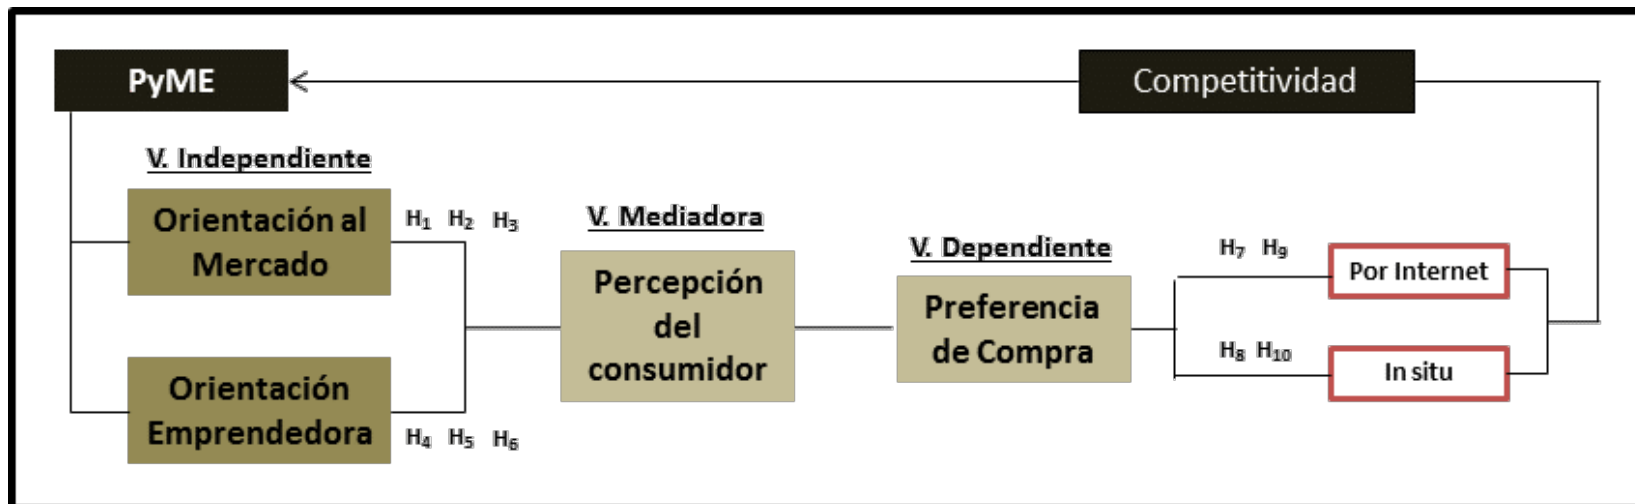 PyME
Competitividad
V. Independiente
Orientación al
Mercado
H₁ H₂ H₃
V. Mediadora
Percepción
del
consumidor
V. Dependiente
Preferencia
de Compra
H₇ H₉
Por Internet
H₈ H₁₀
In situ
Orientación
Emprendedora
H₄ H₅ H₆